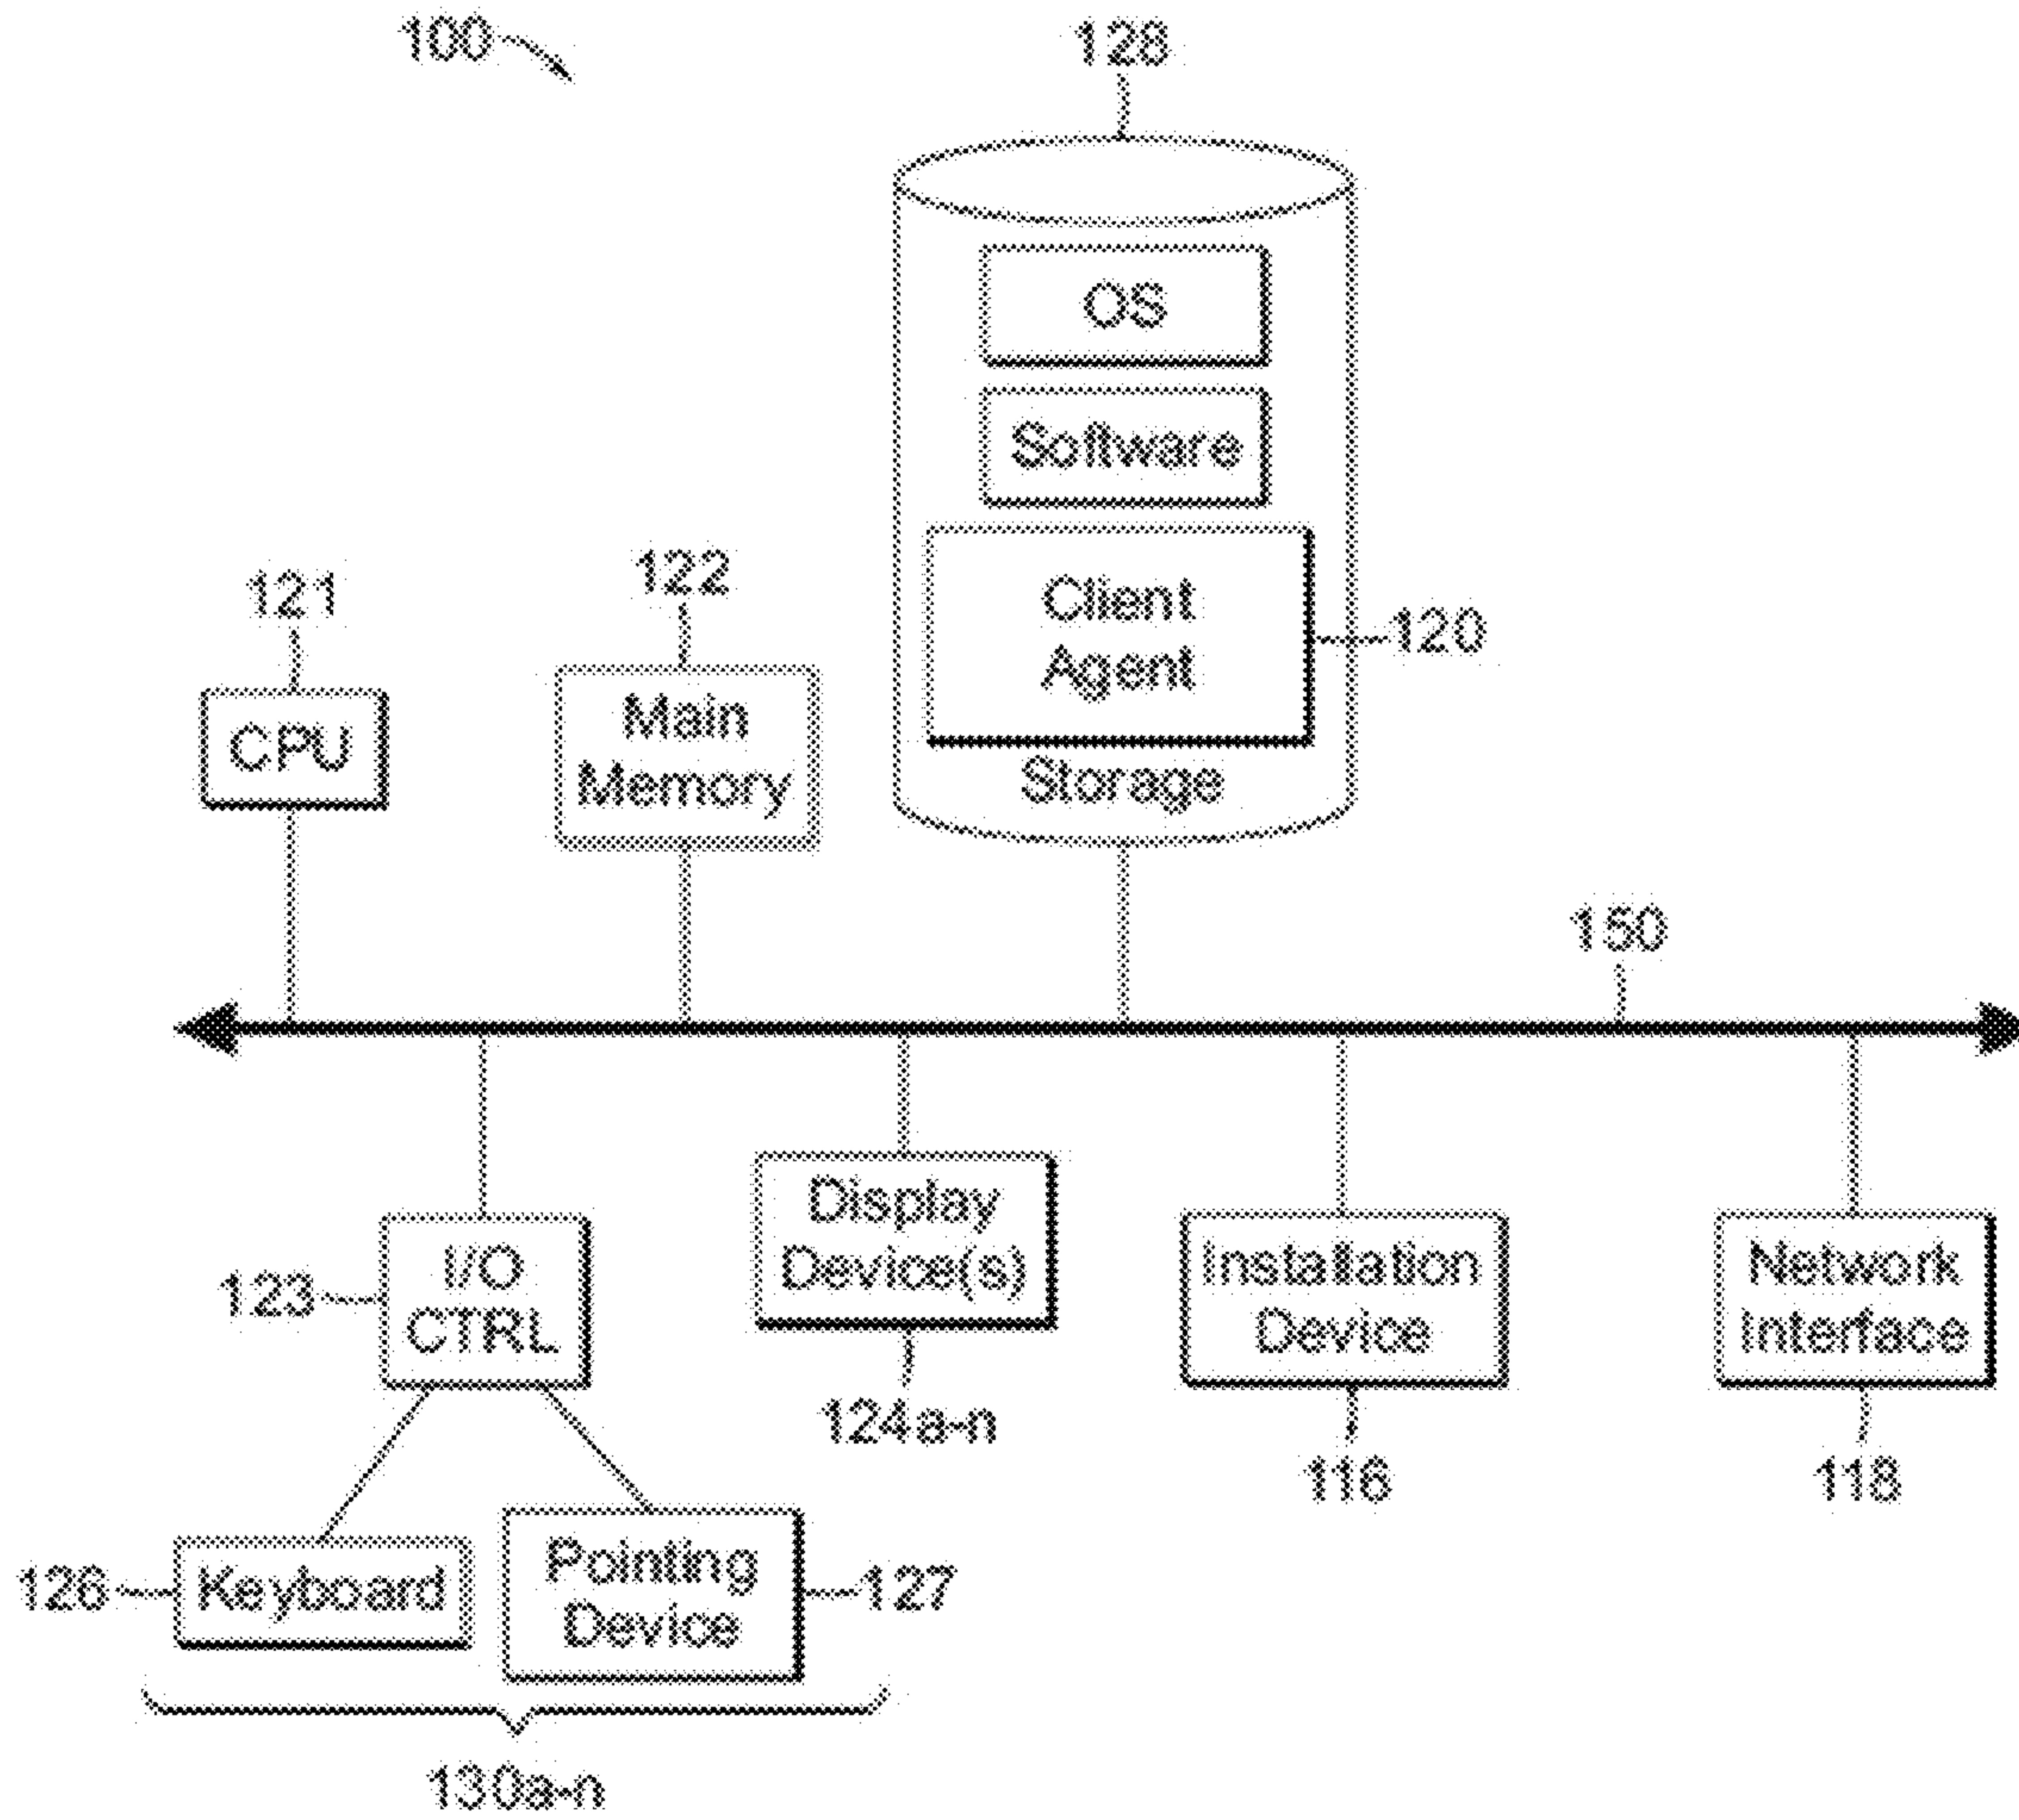 100
128
OS
Software
Client
Agent
120
Storage
121
CPU
122
Main
Memory
150
I/O
CTRL
123
Display
Device(s)
124a-n
Installation
Device
116
Network
Interface
118
126
Keyboard
Pointing
Device
127
130a-n